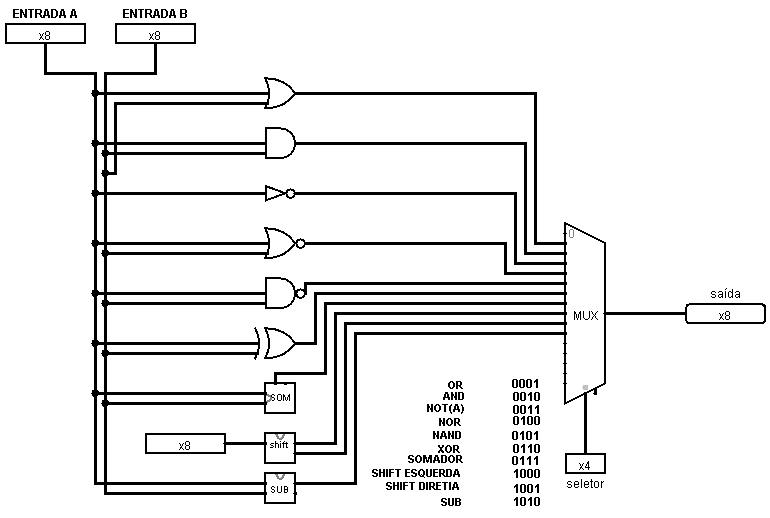 ENTRADA A
ENTRADA B
x8
x8
0
MUX
saída
x8
SOM
x8
shift
SUB
OR 0001
AND 0010
NOT(A) 0011
NOR 0100
NAND 0101
XOR 0110
SOMADOR 0111
SHIFT ESQUERDA 1000
SHIFT DIRETIA 1001
SUB 1010
x4
seletor